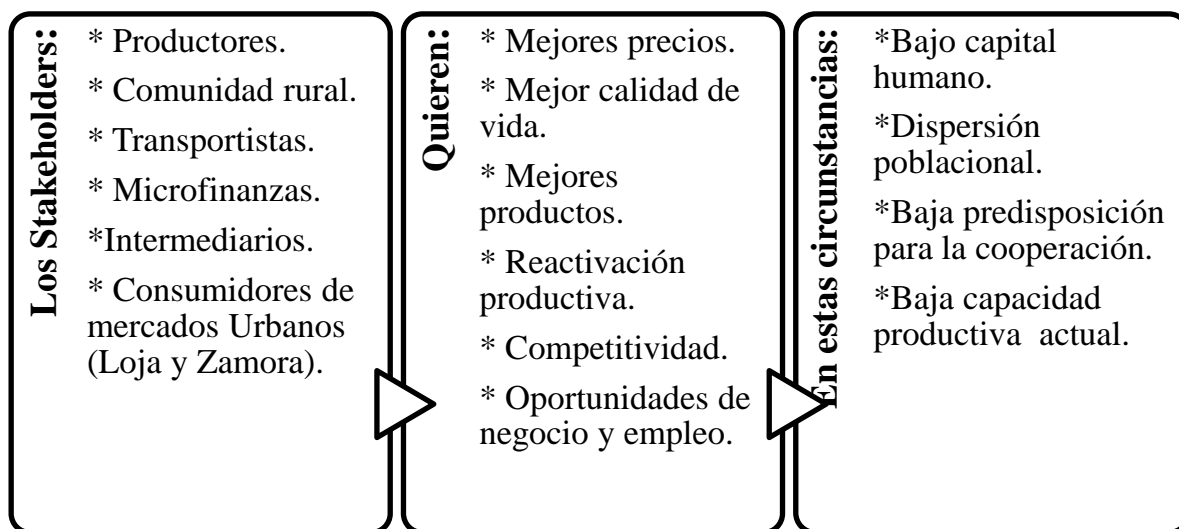 Los Stakeholders:
* Productores.
* Comunidad rural.
* Transportistas.
* Microfinanzas.
*Intermediarios.
* Consumidores de
mercados Urbanos
(Loja y Zamora).
Quieren:
* Mejores precios.
* Mejor calidad de
vida.
* Mejores
productos.
* Reactivación
productiva.
* Competitividad.
* Oportunidades de
negocio y empleo.
En estas circunstancias:
*Bajo capital
humano.
*Dispersión
poblacional.
*Baja predisposición
para la cooperación.
*Baja capacidad
productiva  actual.